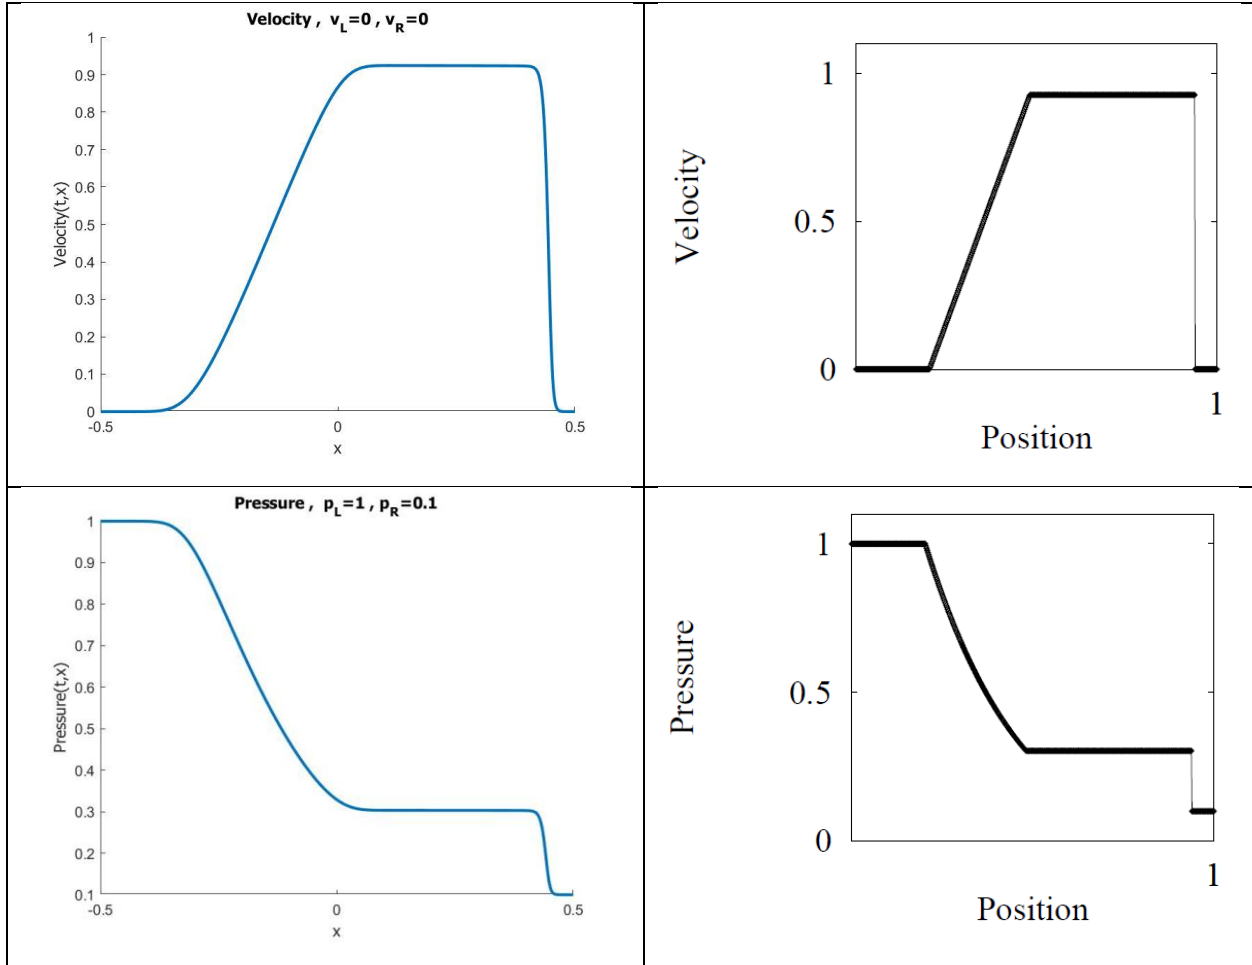 Velocity , v_L=0 , v_R=0
1
0.9
0.8
0.7
0.6
0.5
0.4
0.3
0.2
0.1
0
Velocity(t,x)
-0.5 0 0.5
x
Velocity
1
0.5
0
1
Position
Pressure , p_L=1 , p_R=0.1
1
0.9
0.8
0.7
0.6
0.5
0.4
0.3
0.2
0.1
Pressure(t,x)
-0.5 0 0.5
x
Pressure
1
0.5
0
1
Position